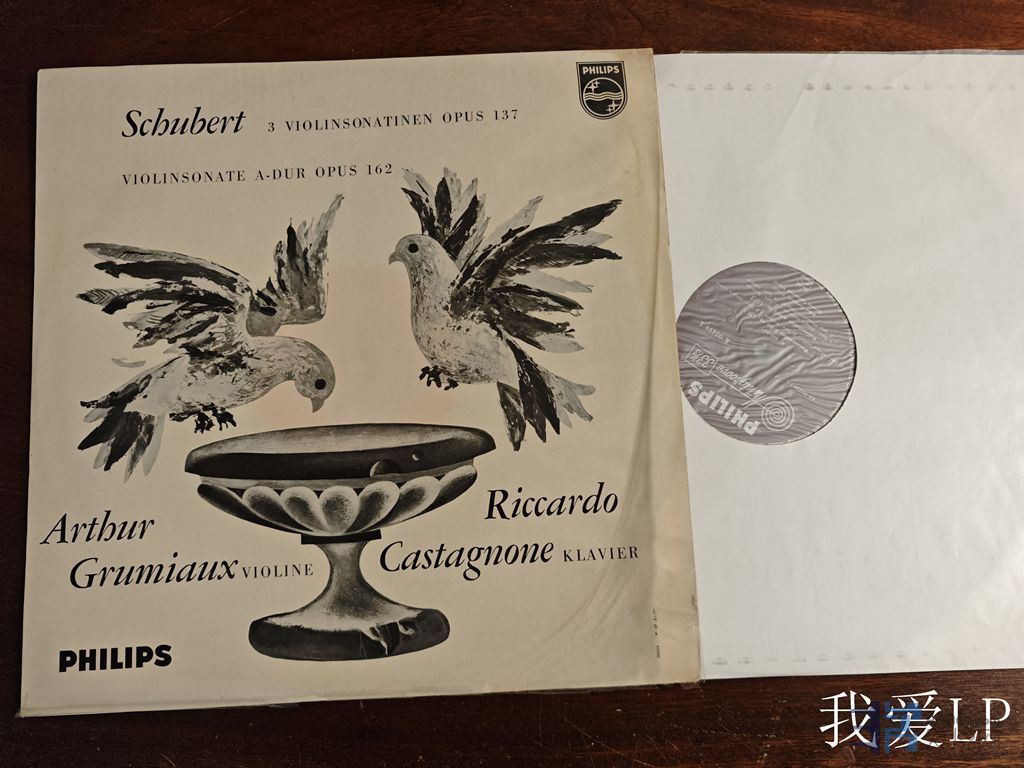 PHILIPS
Schubert 3 VIOLINSONATINEN OPUS 137
VIOLINSONATE A-DUR OPUS 162
Arthur
Grumiaux VIOLINE
Riccardo
Castagnone KLAVIER
PHILIPS
PHILIPS
我爱LP